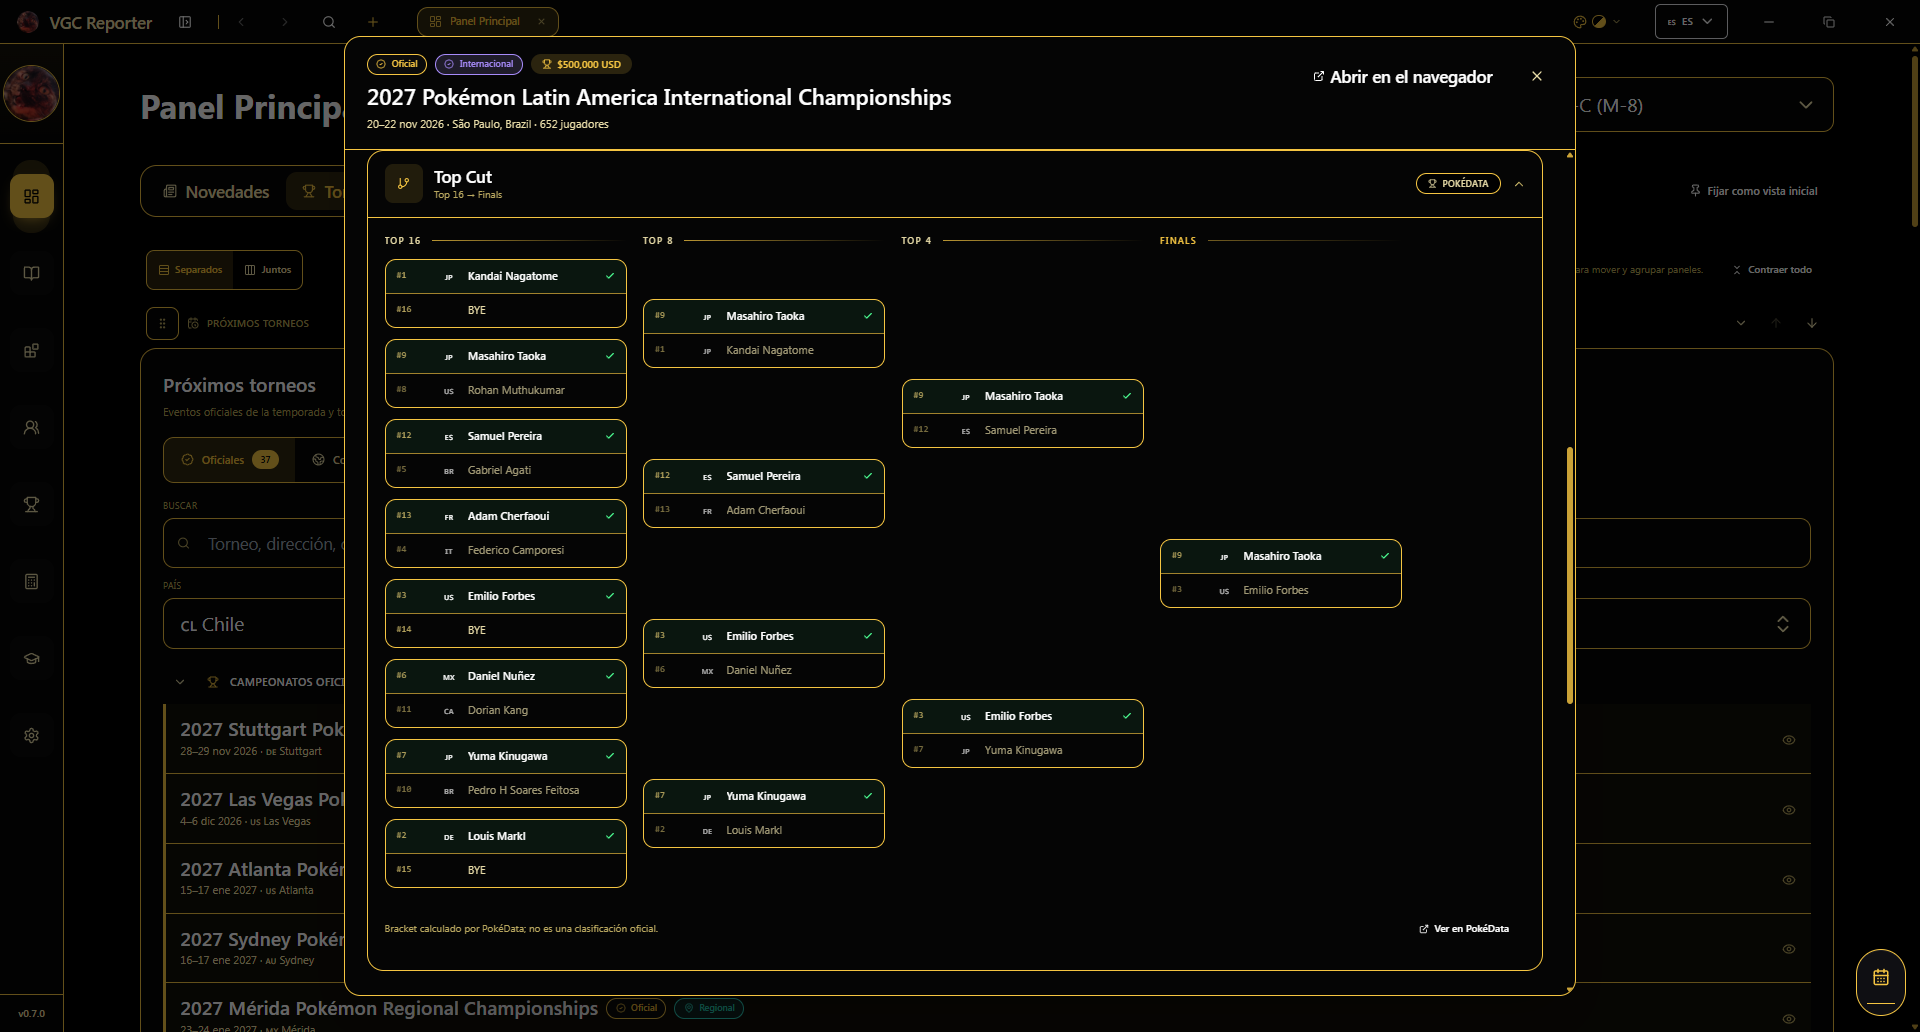 VGC Reporter
Panel Principal
ES ES
Oficial
Internacional
$500,000 USD
2027 Pokémon Latin America International Championships
20–22 nov 2026 · São Paulo, Brazil · 652 jugadores
Abrir en el navegador
Top Cut
Top 16 → Finals
POKÉDATA
TOP 16
#1 JP Kandai Nagatome
#16 BYE
#9 JP Masahiro Taoka
#8 US Rohan Muthukumar
#12 ES Samuel Pereira
#5 BR Gabriel Agati
#13 FR Adam Cherfaoui
#4 IT Federico Camporesi
#3 US Emilio Forbes
#14 BYE
#6 MX Daniel Nuñez
#11 CA Dorian Kang
#7 JP Yuma Kinugawa
#10 BR Pedro H Soares Feitosa
#2 DE Louis Markl
#15 BYE
TOP 8
#9 JP Masahiro Taoka
#1 JP Kandai Nagatome
#12 ES Samuel Pereira
#13 FR Adam Cherfaoui
#3 US Emilio Forbes
#6 MX Daniel Nuñez
#7 JP Yuma Kinugawa
#2 DE Louis Markl
TOP 4
#9 JP Masahiro Taoka
#12 ES Samuel Pereira
#3 US Emilio Forbes
#7 JP Yuma Kinugawa
FINALS
#9 JP Masahiro Taoka
#3 US Emilio Forbes
Bracket calculado por PokéData; no es una clasificación oficial.
Ver en PokéData
Panel Principa
-C (M-8)
Novedades
To
Fijar como vista inicial
Separados
Juntos
ara mover y agrupar paneles.
Contraer todo
PRÓXIMOS TORNEOS
Próximos torneos
Eventos oficiales de la temporada y to
Oficiales 37
Co
BUSCAR
Torneo, dirección, c
PAÍS
CL Chile
CAMPEONATOS OFICI
2027 Stuttgart Pok
28–29 nov 2026 · DE Stuttgart
2027 Las Vegas Pol
4–6 dic 2026 · US Las Vegas
2027 Atlanta Pokér
15–17 ene 2027 · US Atlanta
2027 Sydney Pokér
16–17 ene 2027 · AU Sydney
2027 Mérida Pokémon Regional Championships
Oficial
Regional
23–24 ene 2027 · MX Mérida
v0.7.0